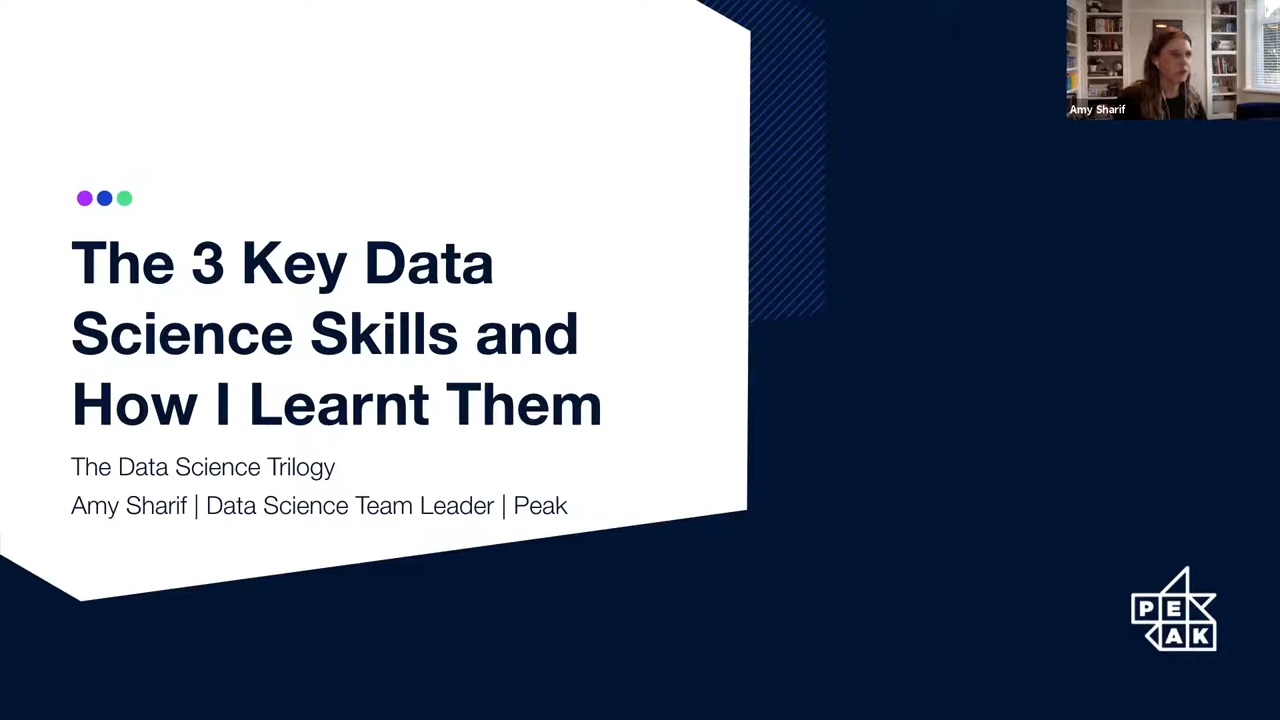 Amy Sharif
The 3 Key Data
Science Skills and
How I Learnt Them
The Data Science Trilogy
Amy Sharif | Data Science Team Leader | Peak
PE
AK